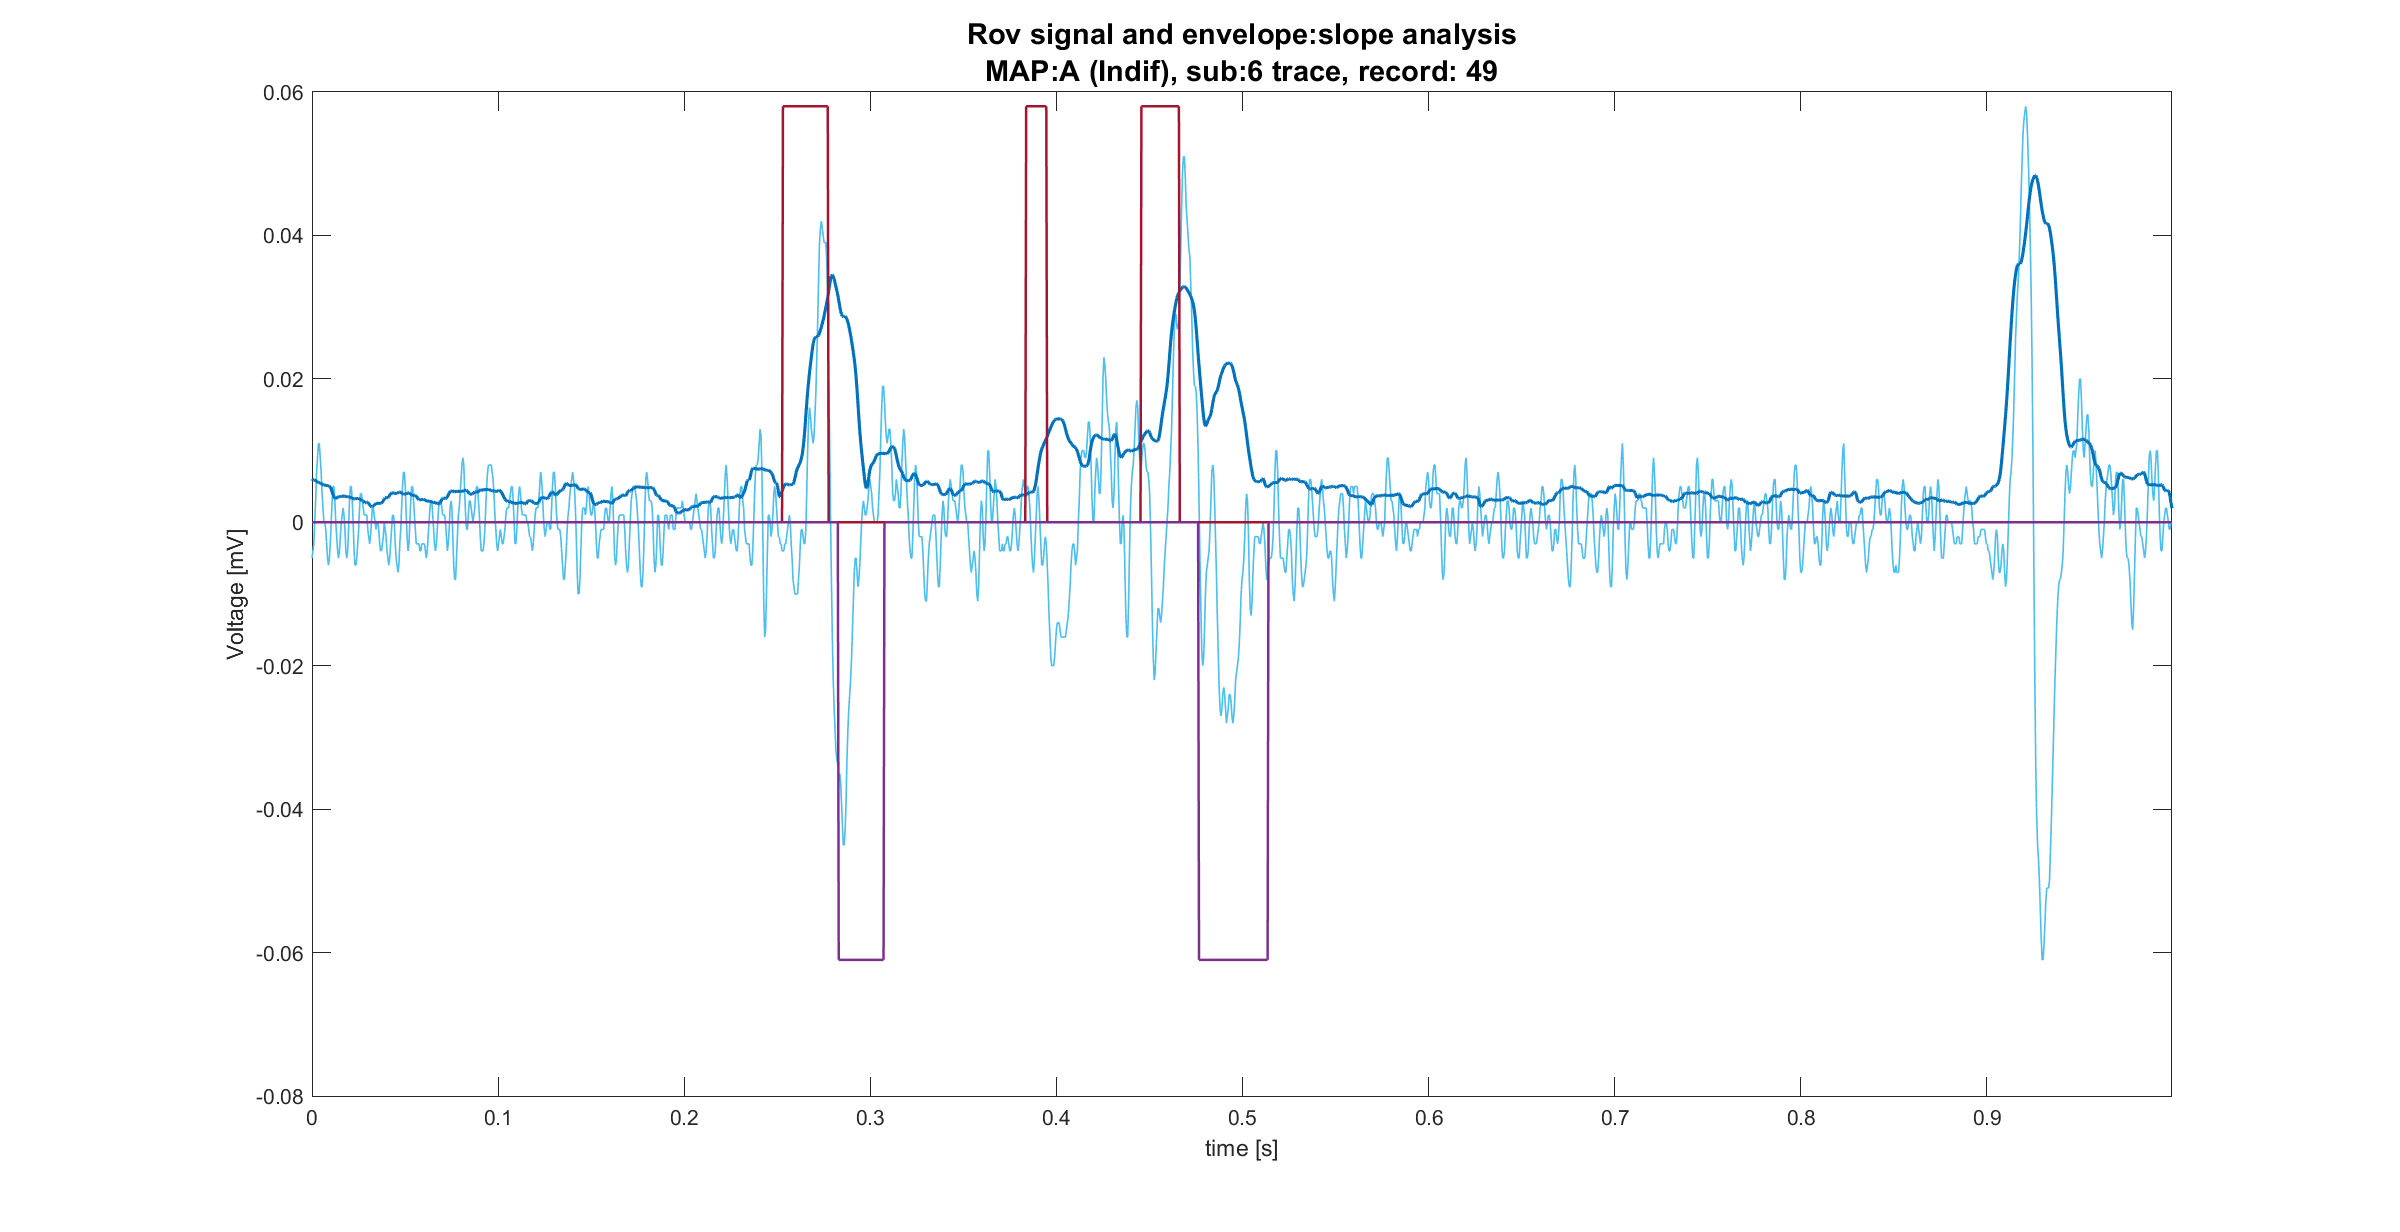 Rov signal and envelope:slope analysis
MAP:A (Indif), sub:6 trace, record: 49
0.06
0.04
0.02
0
-0.02
-0.04
-0.06
-0.08
Voltage [mV]
0 0.1 0.2 0.3 0.4 0.5 0.6 0.7 0.8 0.9
time [s]